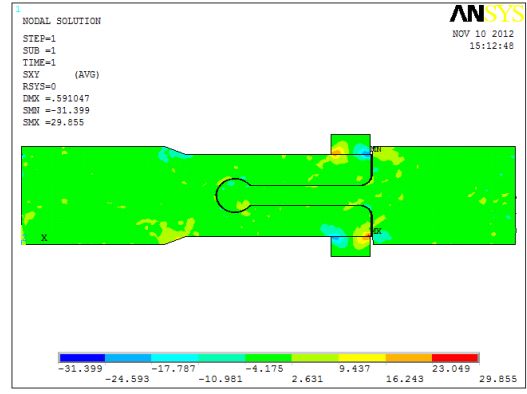 1
NODAL SOLUTION
ANSYS
STEP=1
SUB =1
TIME=1
SXY (AVG)
RSYS=0
DMX =.591047
SMN =-31.399
SMX =29.855
NOV 10 2012
15:12:48
MN
X
MX
-31.399 -17.787 -4.175 9.437 23.049
-24.593 -10.981 2.631 16.243 29.855